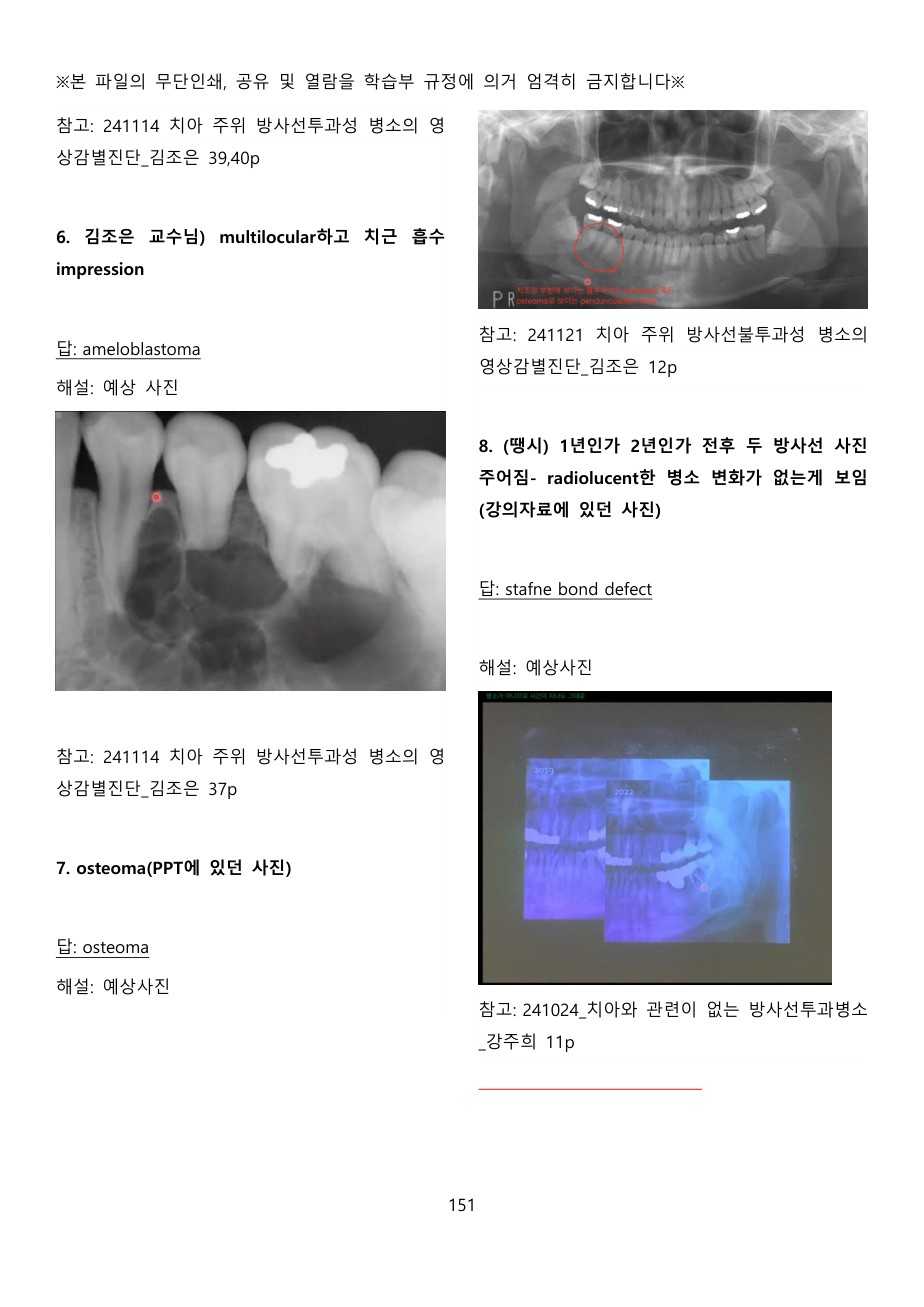 ※본 파일의 무단인쇄, 공유 및 열람을 학습부 규정에 의거 엄격히 금지합니다※
참고: 241114 치아 주위 방사선투과성 병소의 영
상감별진단_김조은 39,40p
6. 김조은 교수님) multilocular하고 치근 흡수
impression
답: ameloblastoma
해설: 예상 사진
참고: 241114 치아 주위 방사선투과성 병소의 영
상감별진단_김조은 37p
7. osteoma(PPT에 있던 사진)
답: osteoma
해설: 예상사진
P R
osteoma로 보이는
참고: 241121 치아 주위 방사선불투과성 병소의
영상감별진단_김조은 12p
8. (땡시) 1년인가 2년인가 전후 두 방사선 사진
주어짐- radiolucent한 병소 변화가 없는게 보임
(강의자료에 있던 사진)
답: stafne bond defect
해설: 예상사진
2022
참고: 241024_치아와 관련이 없는 방사선투과병소
_강주희 11p
151